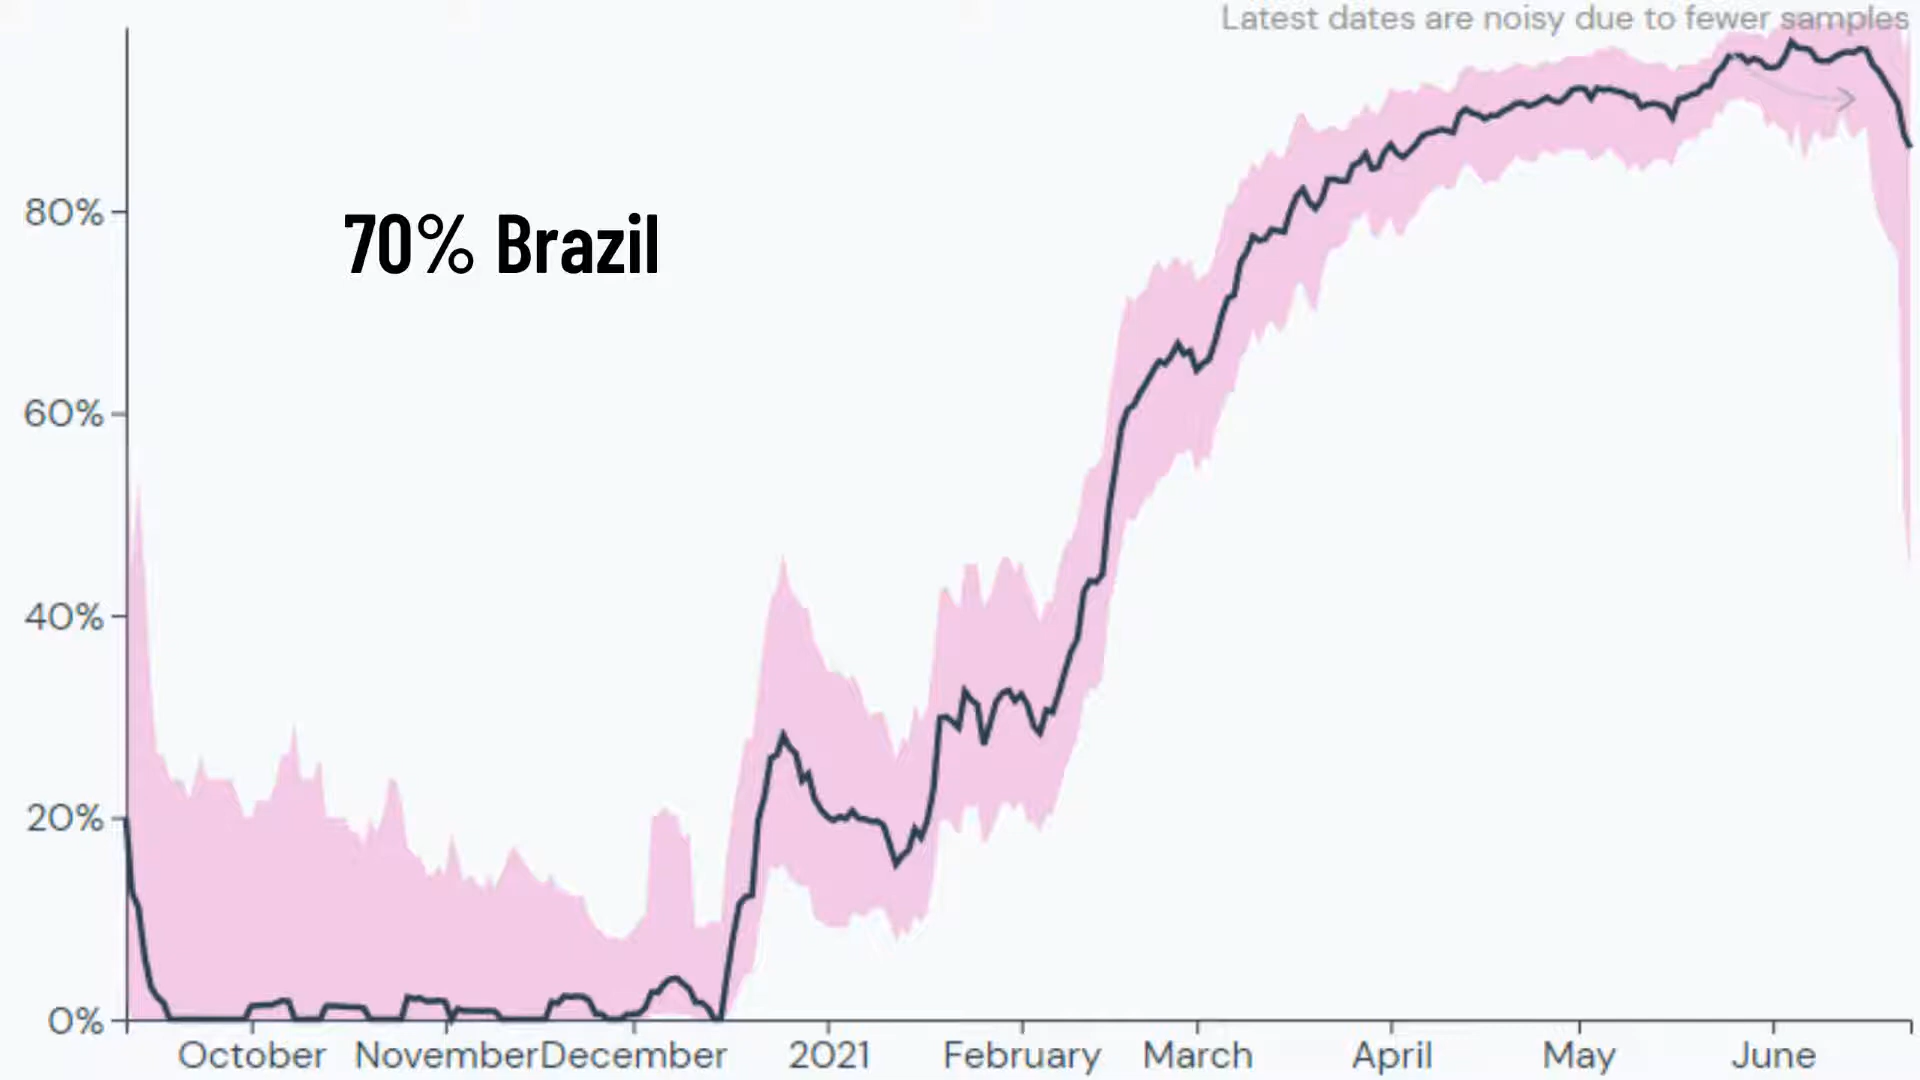 Latest dates are noisy due to fewer samples
70% Brazil
80%
60%
40%
20%
0%
October November December 2021 February March April May June